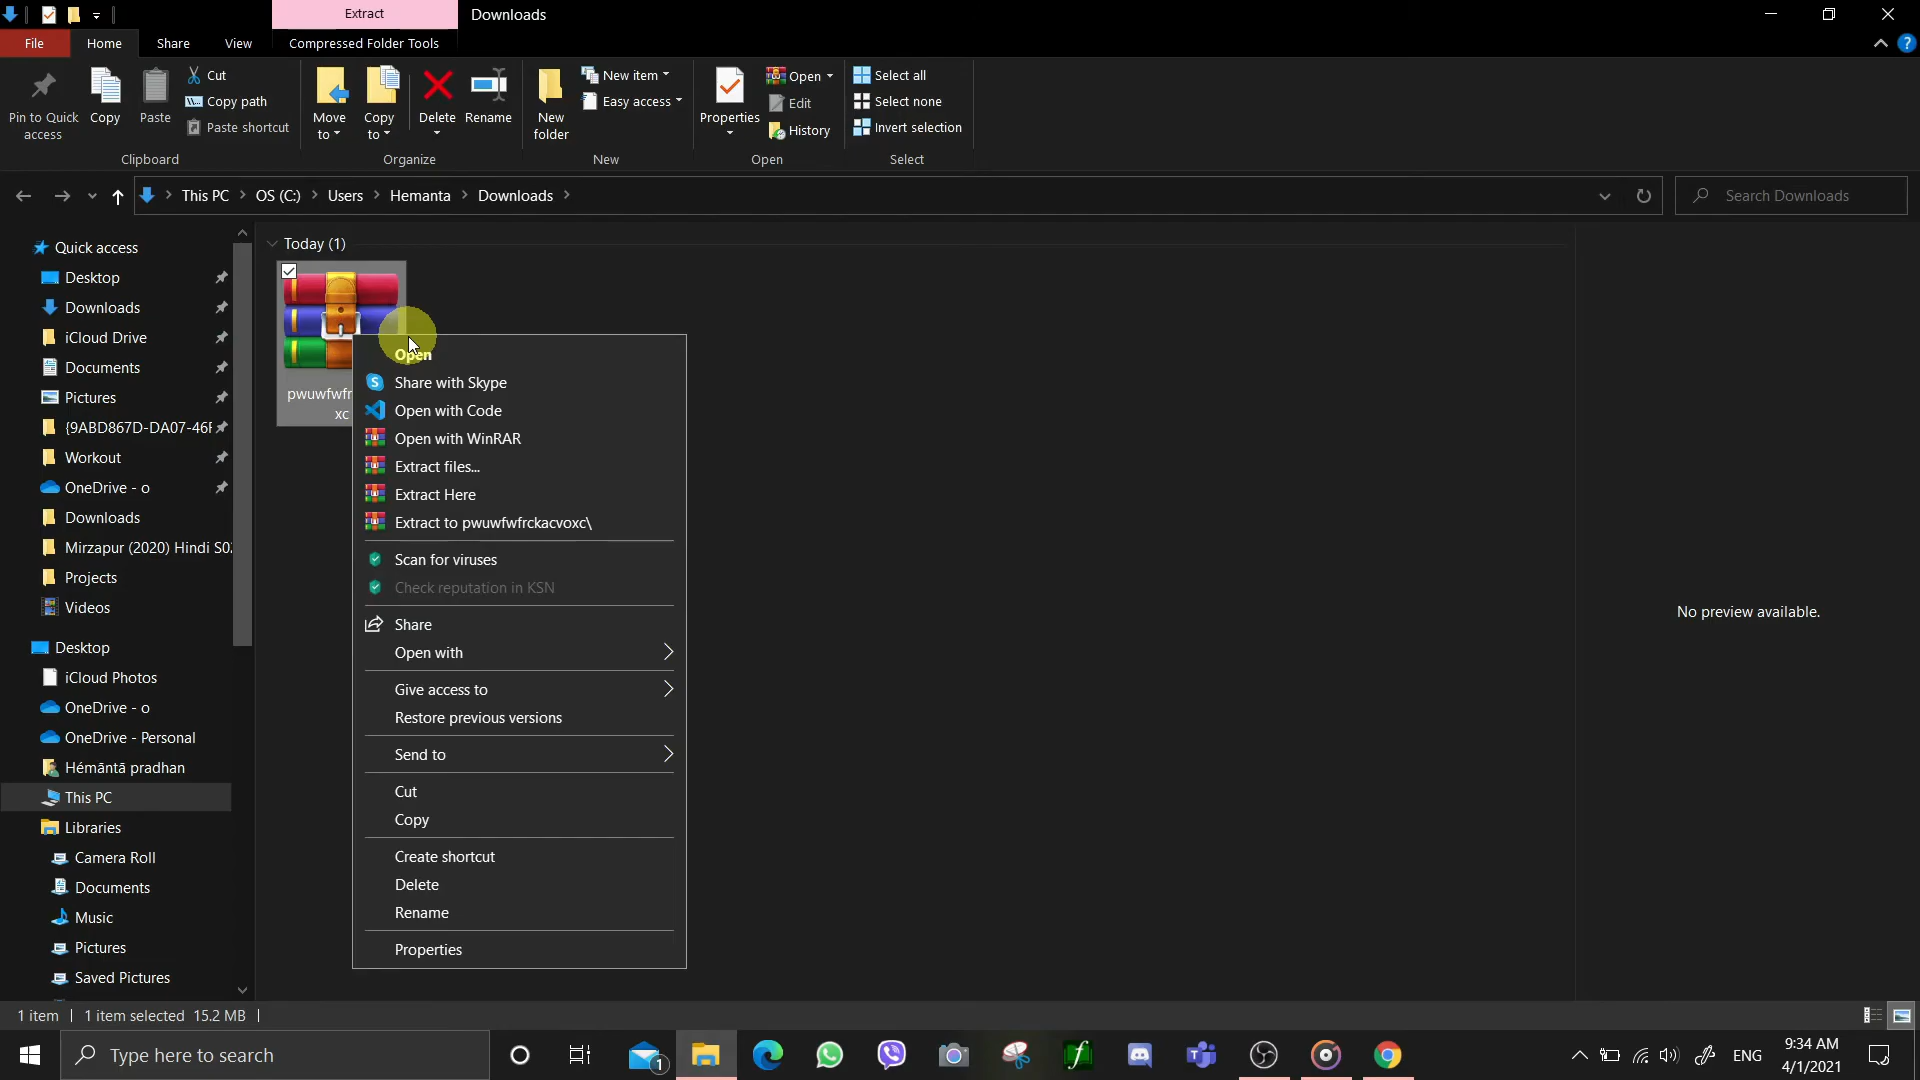 Extract
Downloads
File
Home
Share
View
Compressed Folder Tools
Pin to Quick access
Copy
Paste
Cut
Copy path
Paste shortcut
Clipboard
Move to
Copy to
Delete
Rename
Organize
New folder
New item
Easy access
New
Properties
Open
Edit
History
Open
Select all
Select none
Invert selection
Select
This PC
OS (C:)
Users
Hemanta
Downloads
Search Downloads
Quick access
Desktop
Downloads
iCloud Drive
Documents
Pictures
{9ABD867D-DA07-46F
Workout
OneDrive - o
Downloads
Mirzapur (2020) Hindi S02
Projects
Videos
Desktop
iCloud Photos
OneDrive - o
OneDrive - Personal
Hémāntā pradhan
This PC
Libraries
Camera Roll
Documents
Music
Pictures
Saved Pictures
Today (1)
pwuwfwfr
xc
Open
Share with Skype
Open with Code
Open with WinRAR
Extract files...
Extract Here
Extract to pwuwfwfrckacvoxc\
Scan for viruses
Check reputation in KSN
Share
Open with
Give access to
Restore previous versions
Send to
Cut
Copy
Create shortcut
Delete
Rename
Properties
No preview available.
1 item
1 item selected 15.2 MB
Type here to search
1
ENG
9:34 AM
4/1/2021